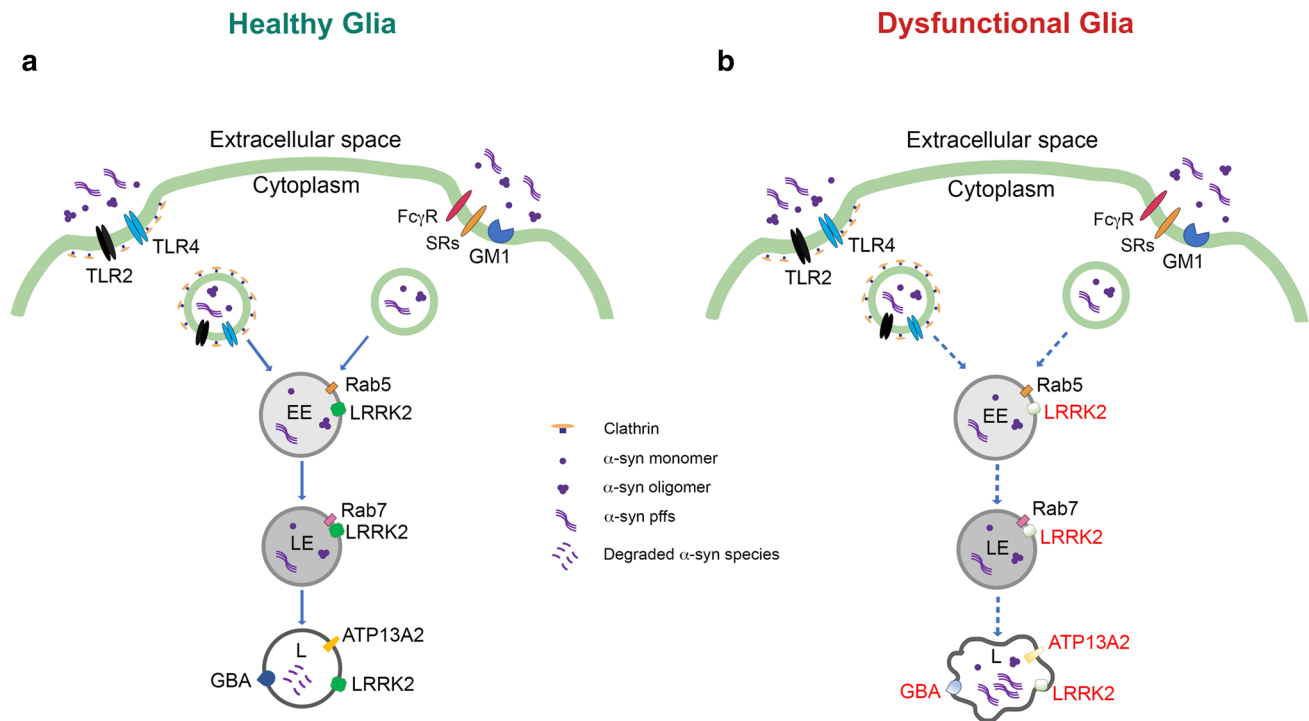 Healthy Glia
Dysfunctional Glia
a
Extracellular space
Cytoplasm
TLR2
TLR4
FcγR
SRs
GM1
EE
Rab5
LRRK2
LE
Rab7
LRRK2
L
ATP13A2
GBA
LRRK2
Clathrin
α-syn monomer
α-syn oligomer
α-syn pffs
Degraded α-syn species
b
Extracellular space
Cytoplasm
TLR2
TLR4
FcγR
SRs
GM1
EE
Rab5
LRRK2
LE
Rab7
LRRK2
L
ATP13A2
GBA
LRRK2